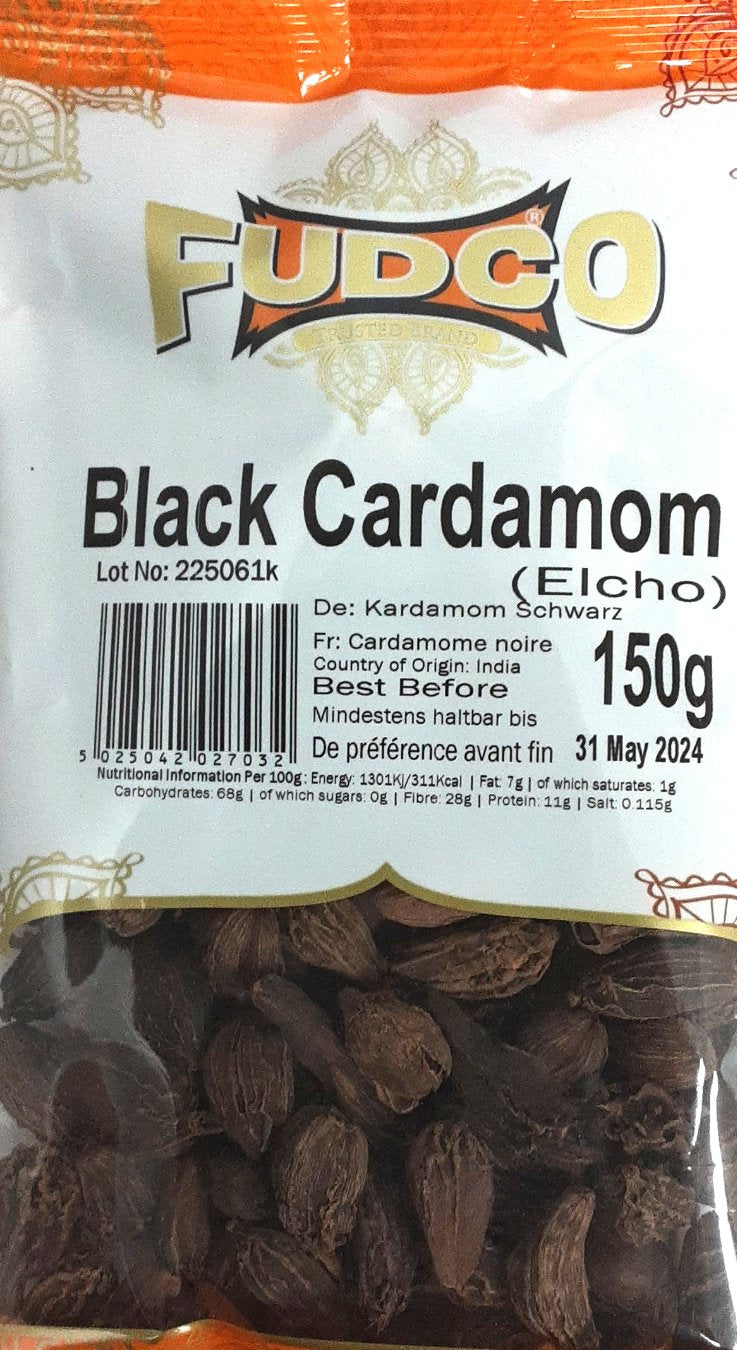 FUDCO®
TRUSTED BRAND
Black Cardamom
Lot No: 225061k
(Elcho)
De: Kardamom Schwarz
Fr: Cardamome noire
150g
Country of Origin: India
Best Before
Mindestens haltbar bis
De préférence avant fin 31 May 2024
5 025042 027032
Nutritional Information Per 100g: Energy: 1301Kj/311Kcal | Fat: 7g | of which saturates: 1g
Carbohydrates: 68g | of which sugars: 0g | Fibre: 28g | Protein: 11g | Salt: 0.115g